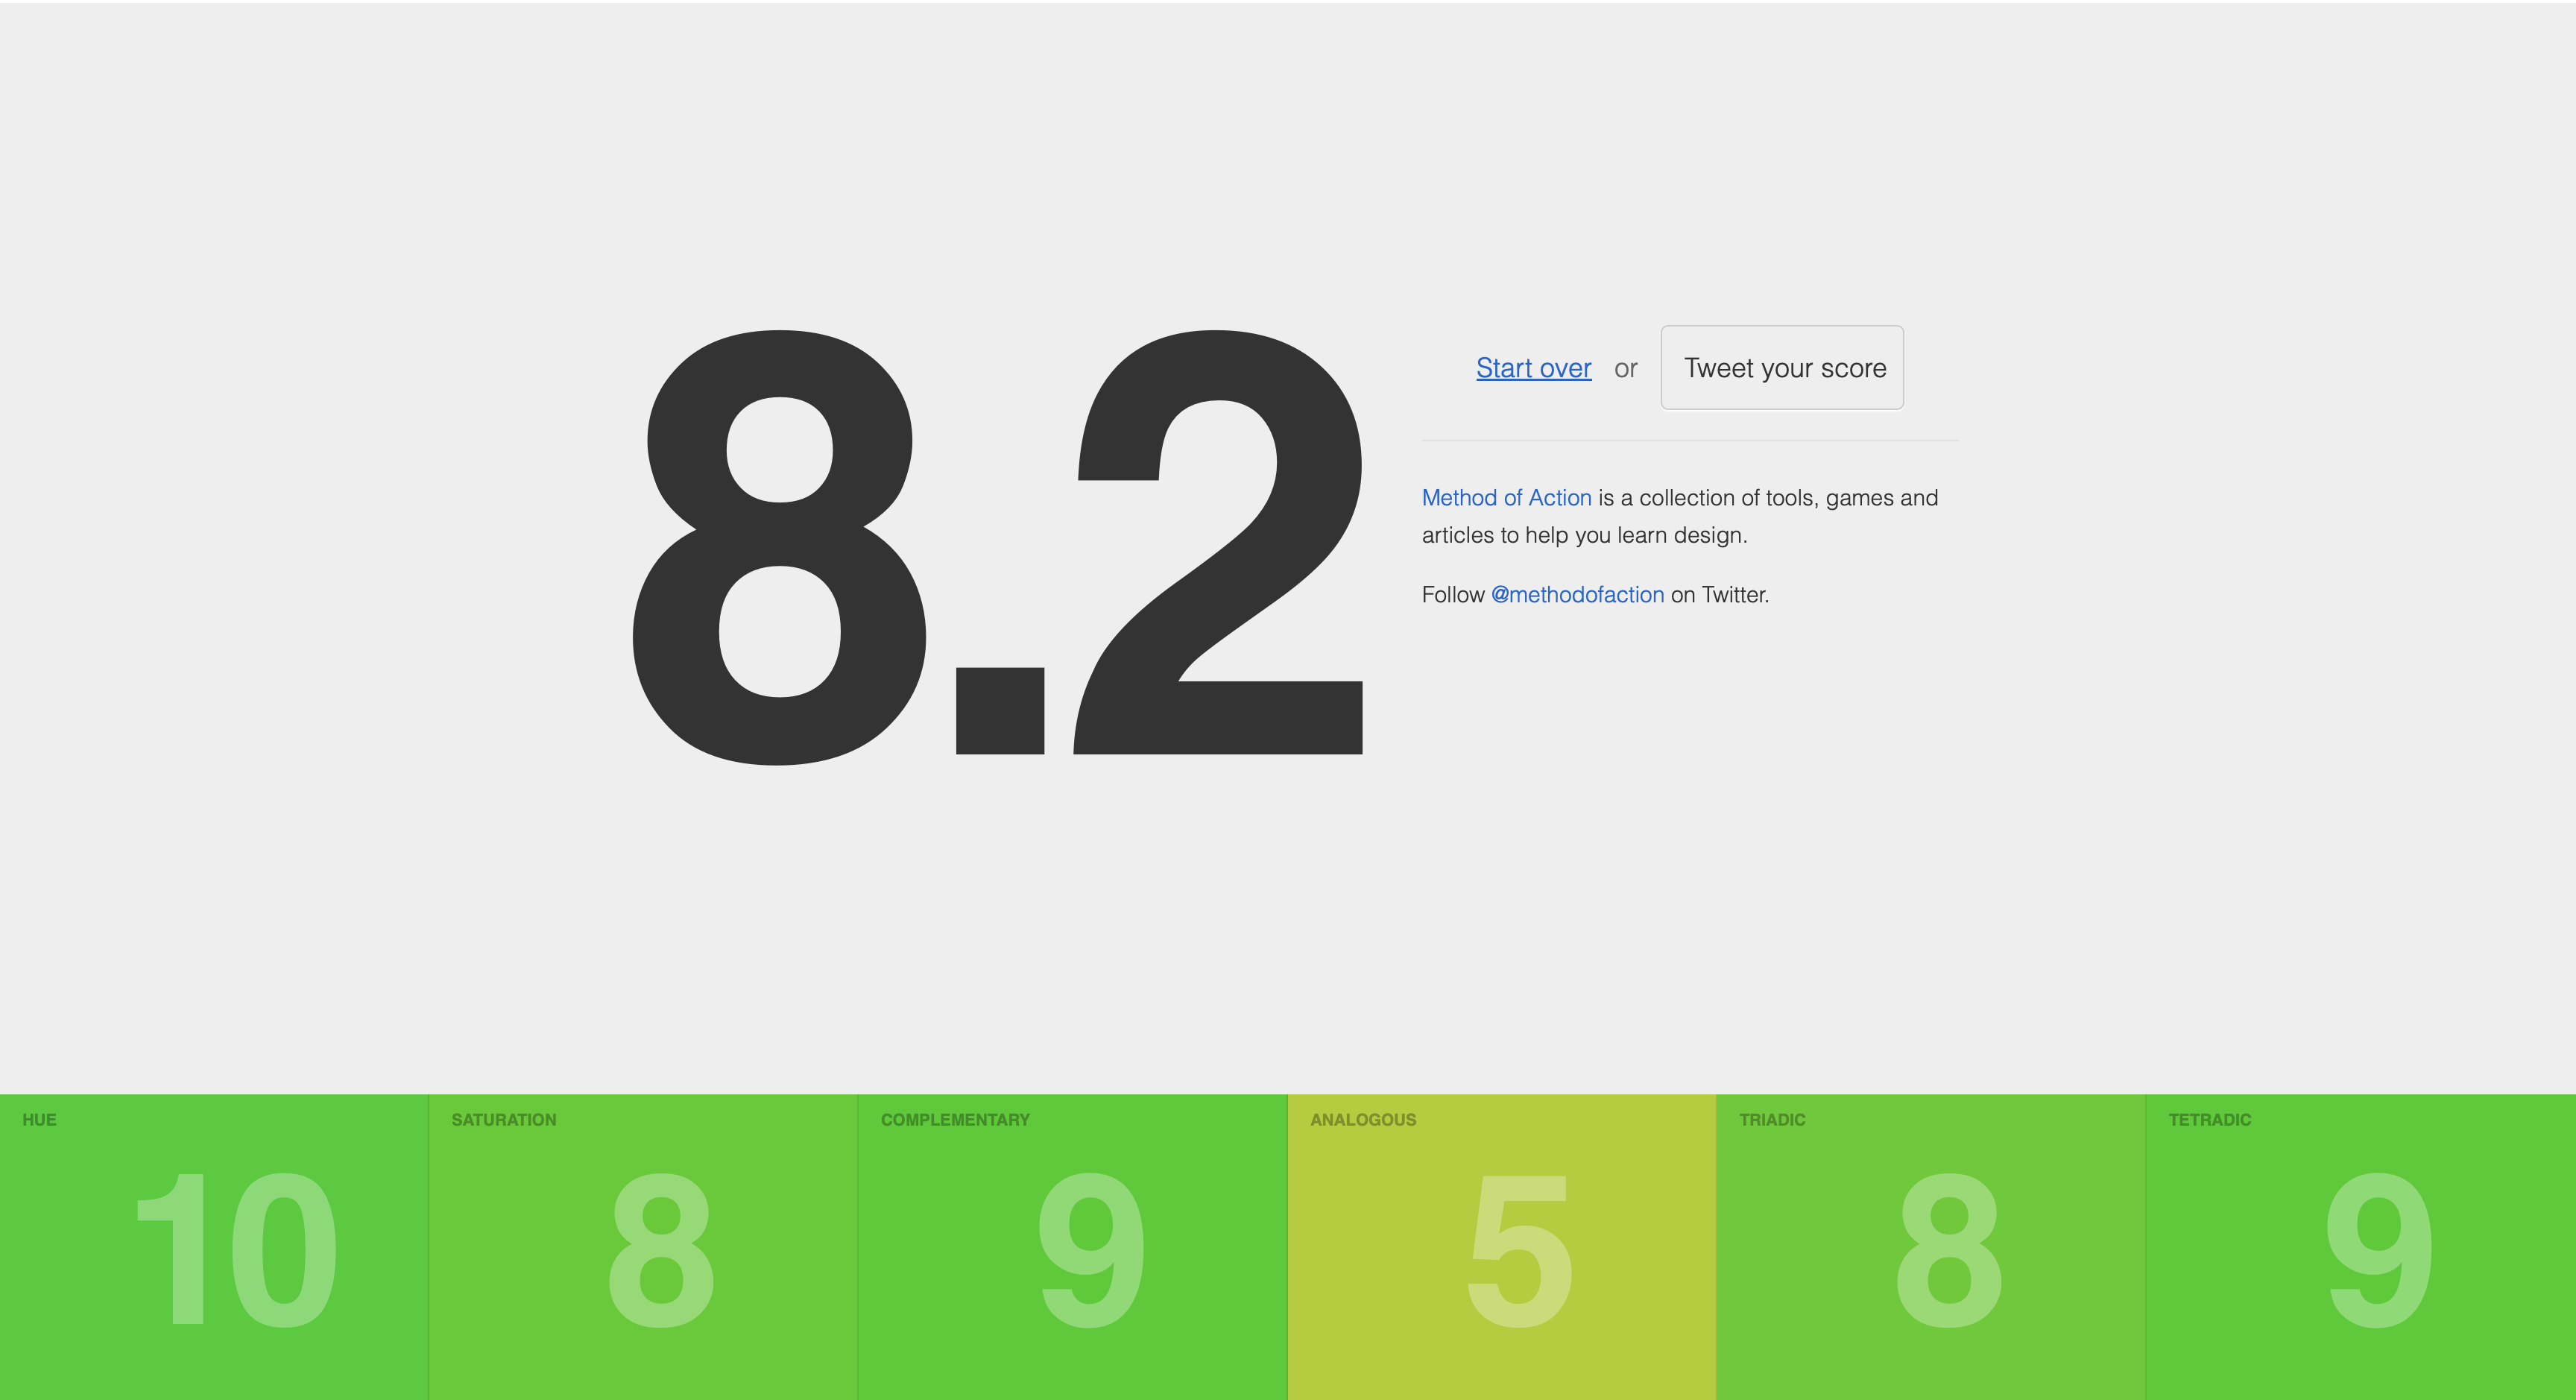 8.2
Start over or Tweet your score
Method of Action is a collection of tools, games and
articles to help you learn design.
Follow @methodofaction on Twitter.
HUE
10
SATURATION
8
COMPLEMENTARY
9
ANALOGOUS
5
TRIADIC
8
TETRADIC
9